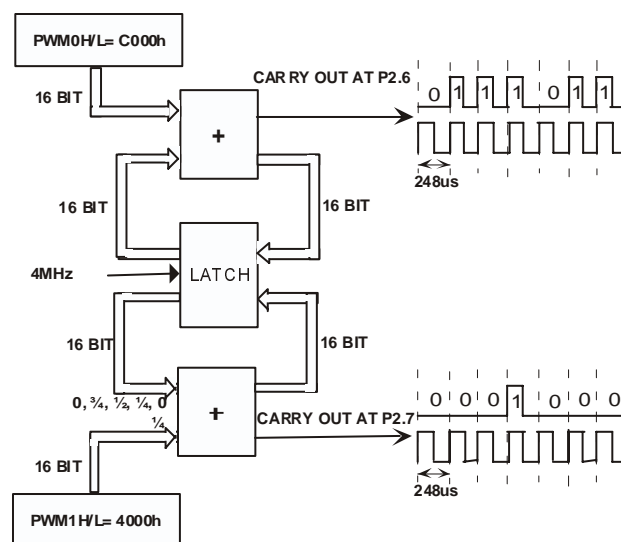 PWM0H/L= C000h
16 BIT
CARRY OUT AT P2.6
0 1 1 1 0 1 1
+
248us
16 BIT
16 BIT
4MHz
LATCH
16 BIT
16 BIT
0, ¾, ½, ¼, 0
¼
+
CARRY OUT AT P2.7
0 0 0 1 0 0 0
16 BIT
248us
PWM1H/L= 4000h